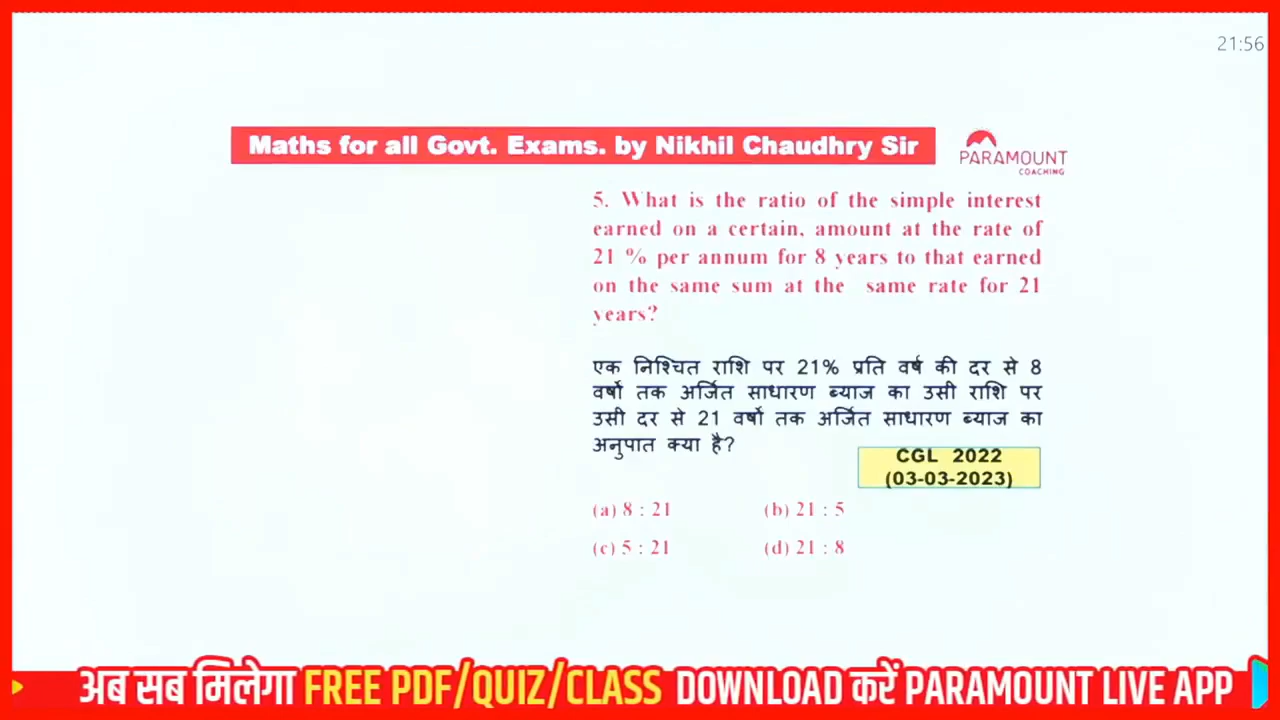 21:56
Maths for all Govt. Exams. by Nikhil Chaudhry Sir
PARAMOUNT
COACHING
5. What is the ratio of the simple interest
earned on a certain, amount at the rate of
21 % per annum for 8 years to that earned
on the same sum at the same rate for 21
years?
एक निश्चित राशि पर 21% प्रति वर्ष की दर से 8
वर्षों तक अर्जित साधारण ब्याज का उसी राशि पर
उसी दर से 21 वर्षों तक अर्जित साधारण ब्याज का
अनुपात क्या है?
CGL 2022
(03-03-2023)
(a) 8 : 21 (b) 21 : 5
(c) 5 : 21 (d) 21 : 8
अब सब मिलेगा FREE PDF/QUIZ/CLASS DOWNLOAD करें PARAMOUNT LIVE APP